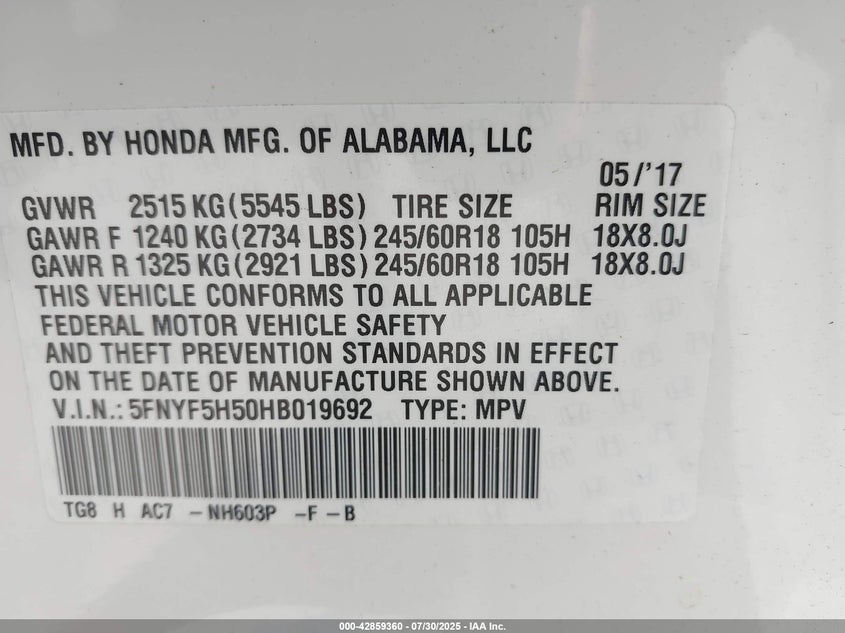 MFD. BY HONDA MFG. OF ALABAMA, LLC
05/'17
GVWR 2515 KG (5545 LBS) TIRE SIZE RIM SIZE
GAWR F 1240 KG (2734 LBS) 245/60R18 105H 18X8.0J
GAWR R 1325 KG (2921 LBS) 245/60R18 105H 18X8.0J
THIS VEHICLE CONFORMS TO ALL APPLICABLE
FEDERAL MOTOR VEHICLE SAFETY
AND THEFT PREVENTION STANDARDS IN EFFECT
ON THE DATE OF MANUFACTURE SHOWN ABOVE.
V.I.N.: 5FNYF5H50HB019692 TYPE: MPV
TG8 H AC7 -NH603P -F -B
000-42859360 - 07/30/2025 - IAA Inc.